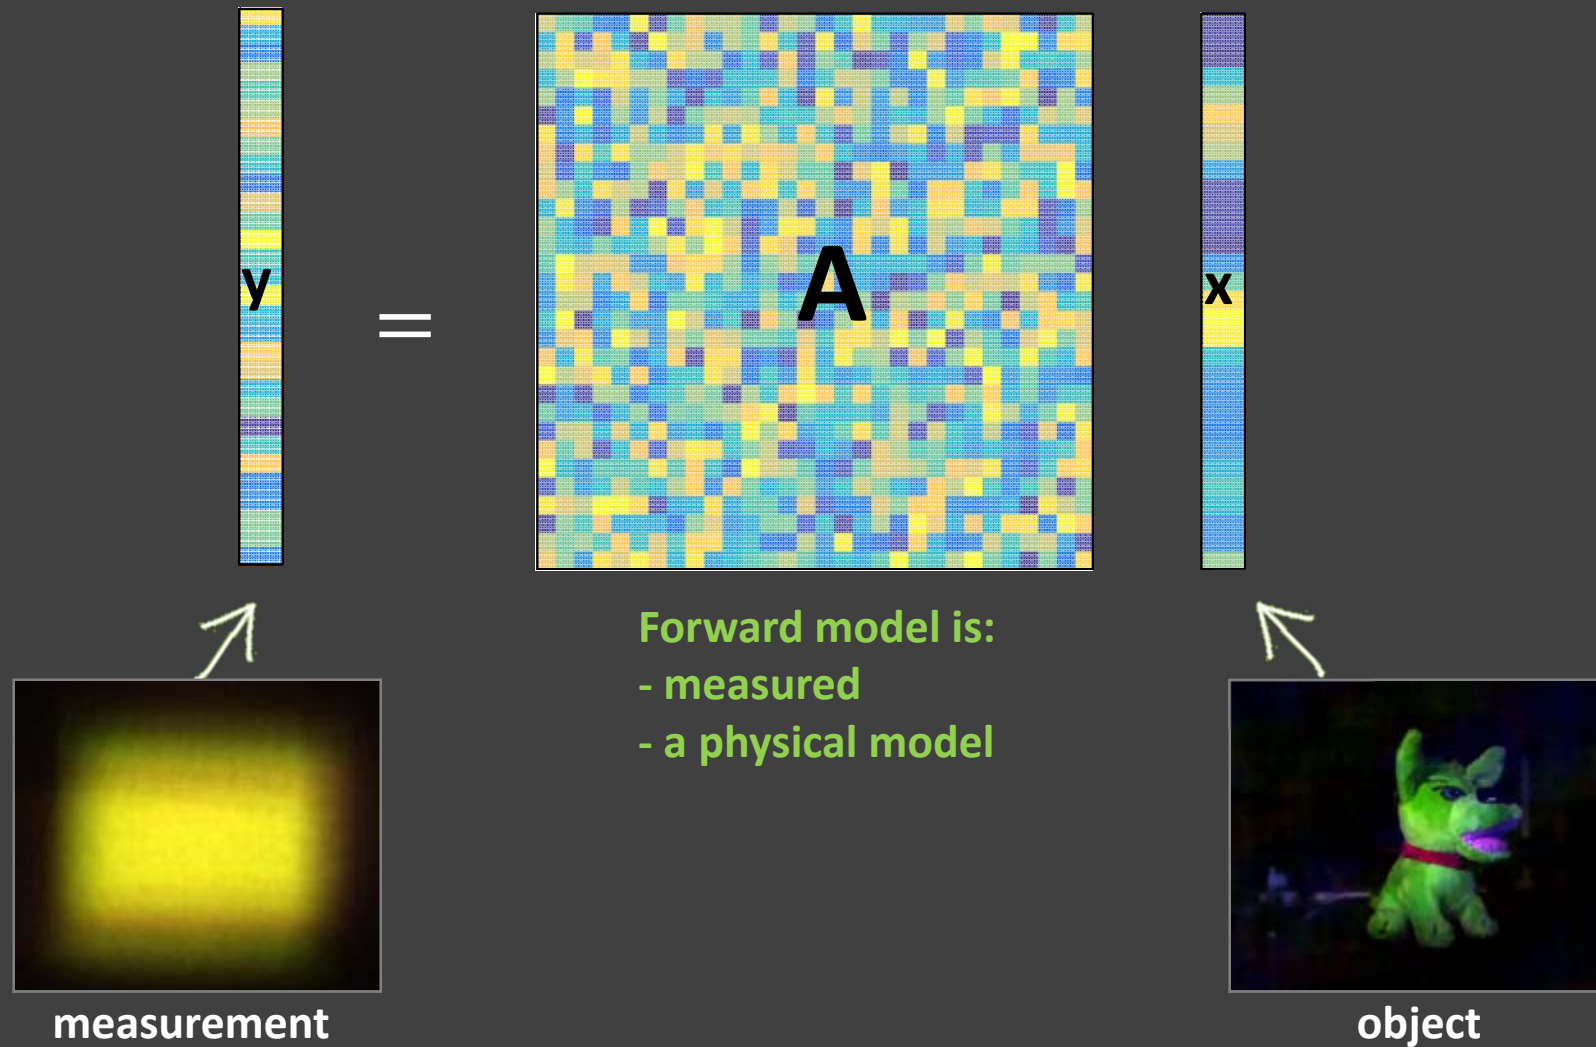 y
=
A
x
Forward model is:
- measured
- a physical model
measurement
object